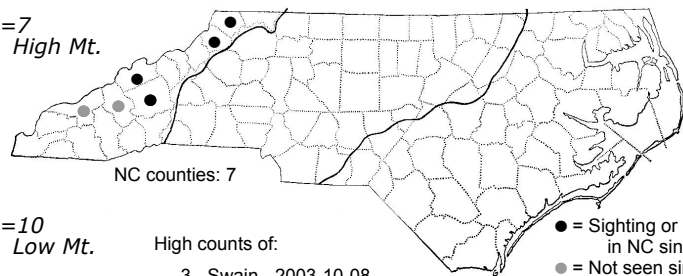 =7
High Mt.
NC counties: 7
=10
Low Mt.
High counts of:
3 - Swain - 2003-10-08
● = Sighting or
in NC sin
● = Not seen sin